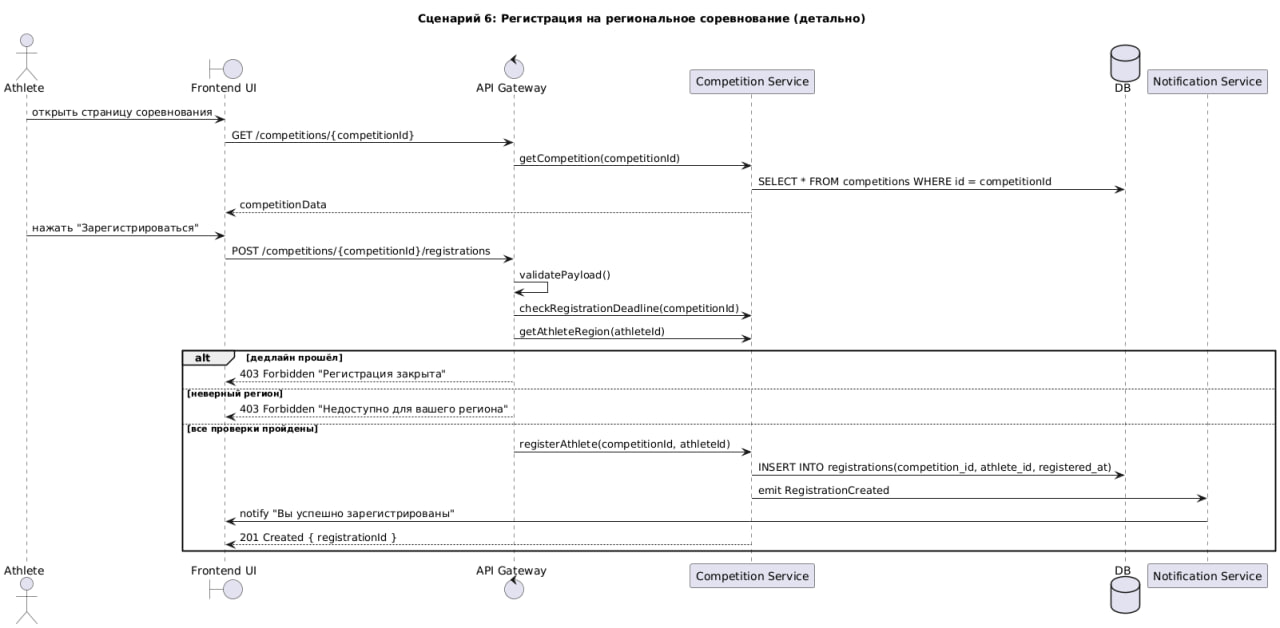 Сценарий 6: Регистрация на региональное соревнование (детально)
Athlete
Frontend UI
API Gateway
Competition Service
DB
Notification Service
открыть страницу соревнования
GET /competitions/{competitionId}
getCompetition(competitionId)
SELECT * FROM competitions WHERE id = competitionId
competitionData
нажать "Зарегистрироваться"
POST /competitions/{competitionId}/registrations
validatePayload()
checkRegistrationDeadline(competitionId)
getAthleteRegion(athleteId)
alt
[дедлайн прошёл]
403 Forbidden "Регистрация закрыта"
[неверный регион]
403 Forbidden "Недоступно для вашего региона"
[все проверки пройдены]
registerAthlete(competitionId, athleteId)
INSERT INTO registrations(competition_id, athlete_id, registered_at)
emit RegistrationCreated
notify "Вы успешно зарегистрированы"
201 Created { registrationId }
Athlete
Frontend UI
API Gateway
Competition Service
DB
Notification Service